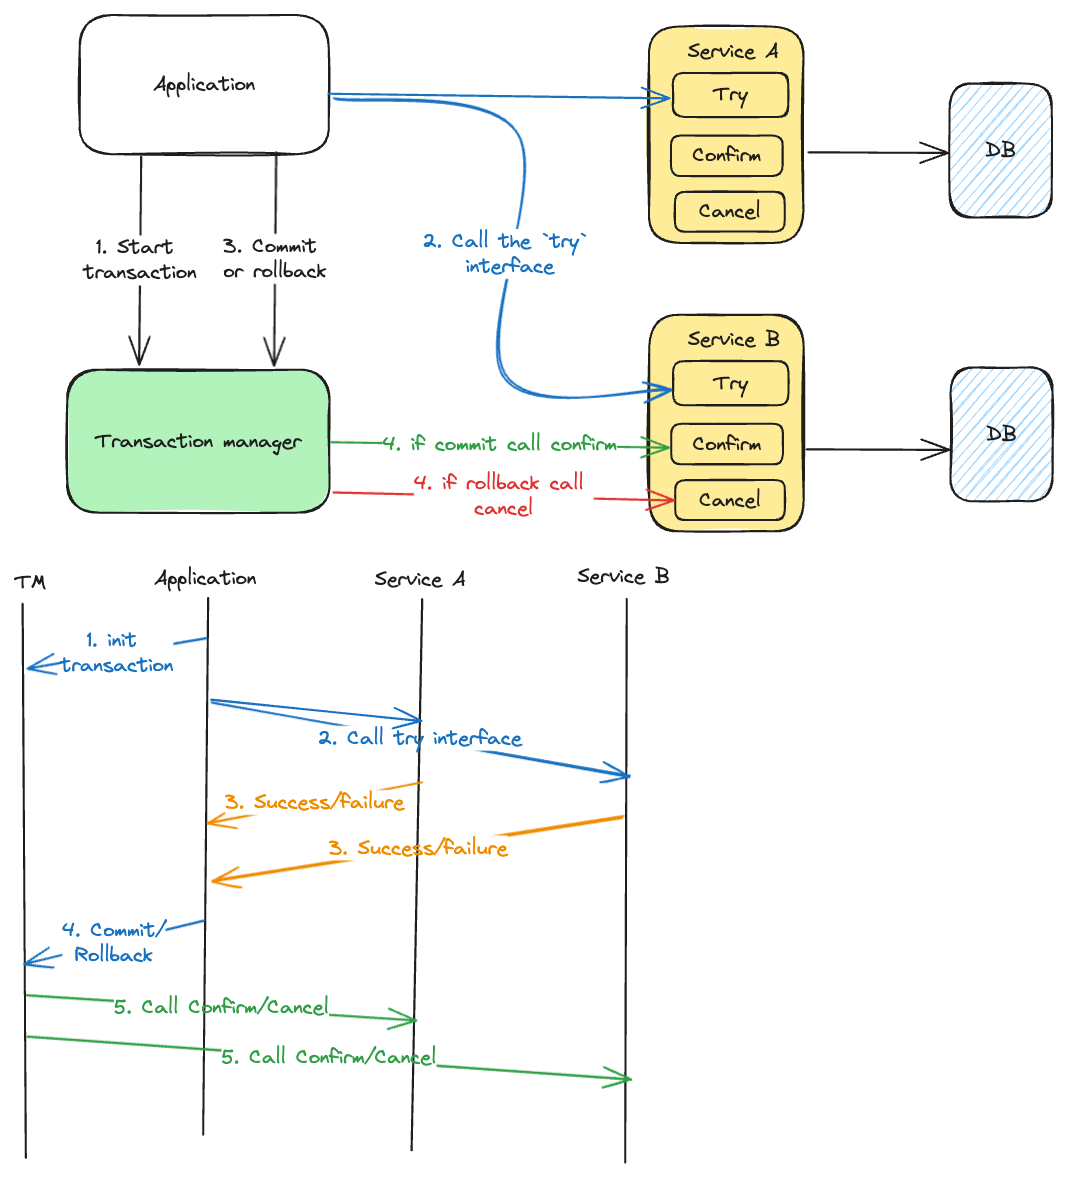 Application
Service A
Try
Confirm
Cancel
DB
1. Start
transaction
3. Commit
or rollback
2. Call the `try`
interface
Service B
Try
Confirm
Cancel
DB
Transaction manager
4. if commit call confirm
4. if rollback call
cancel
TM
Application
Service A
Service B
1. init
transaction
2. Call try interface
3. Success/failure
3. Success/failure
4. Commit/
Rollback
5. Call Confirm/Cancel
5. Call Confirm/Cancel